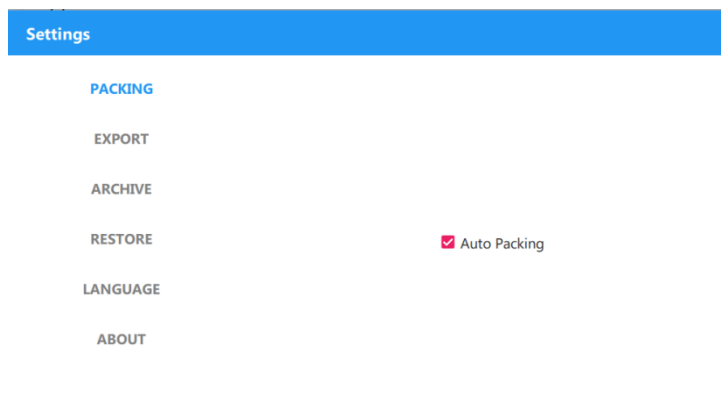 Settings
PACKING
EXPORT
ARCHIVE
RESTORE
Auto Packing
LANGUAGE
ABOUT